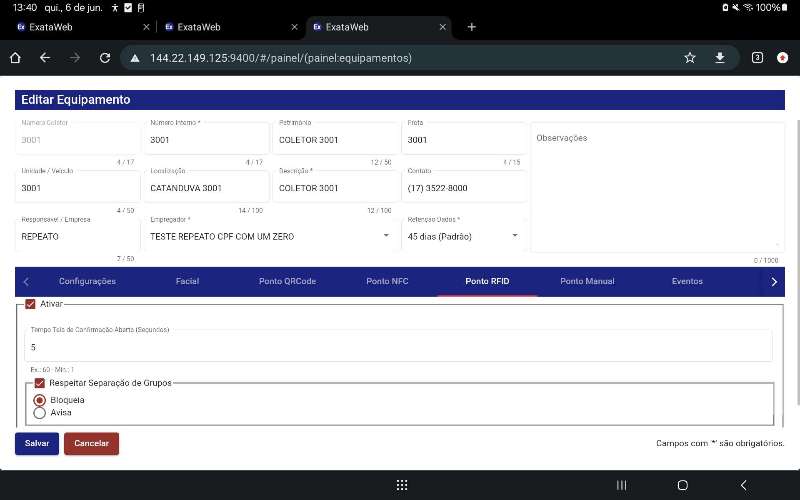 13:40 qui., 6 de jun. 100%
ExataWeb ExataWeb ExataWeb
144.22.149.125:9400/#/painel/(painel:equipamentos) 3
Editar Equipamento
Número Coletor Número Interno * Patrimônio Frota
3001 3001 COLETOR 3001 3001 Observações
4 / 17 4 / 17 12 / 50 4 / 15
Unidade / Veículo Localização Descrição * Contato
3001 CATANDUVA 3001 COLETOR 3001 (17) 3522-8000
4 / 50 14 / 100 12 / 100
Responsável / Empresa Empregador * Retenção Dados *
REPEATO TESTE REPEATO CPF COM UM ZERO 45 dias (Padrão)
7 / 50 0 / 1000
Configurações Facial Ponto QRCode Ponto NFC Ponto RFID Ponto Manual Eventos
Ativar
Tempo Tela de Confirmação Aberta (Segundos)
5
Ex.: 60 - Mín.: 1
Respeitar Separação de Grupos
Bloqueia
Avisa
Salvar Cancelar Campos com '*' são obrigatórios.